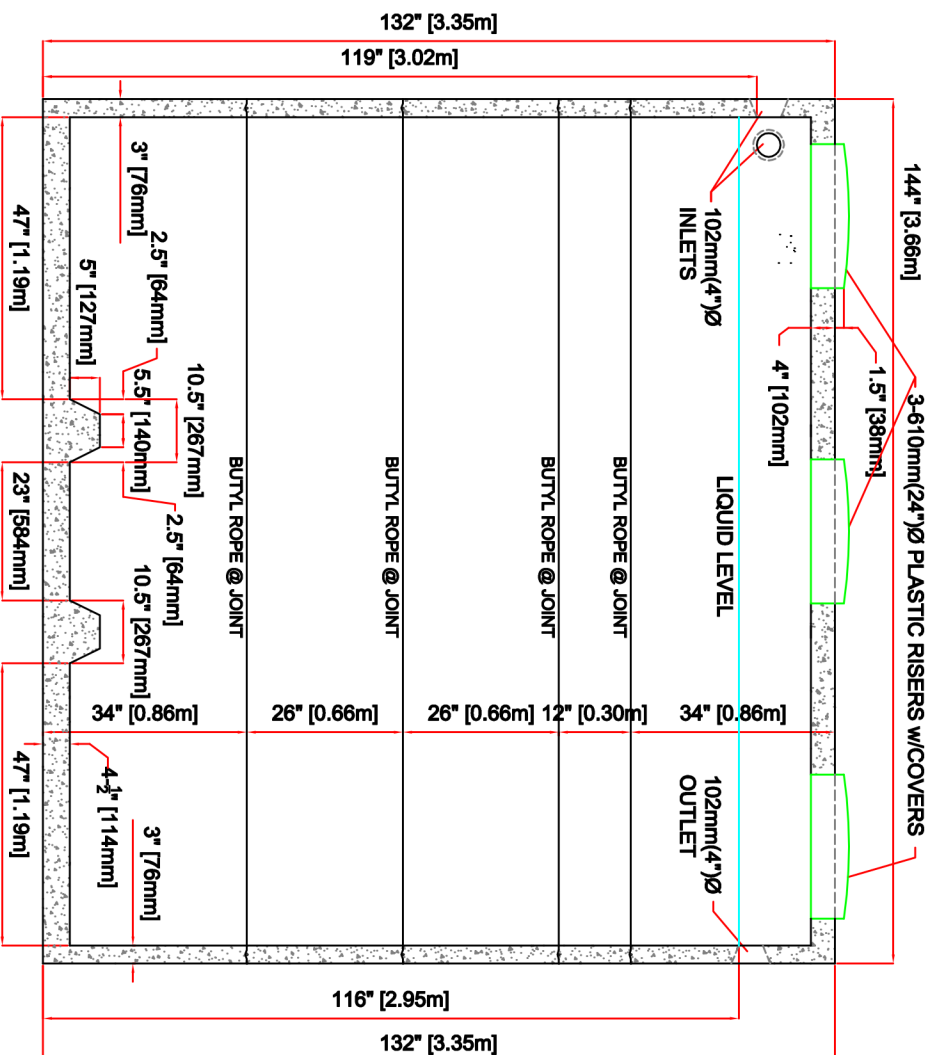 132" [3.35m]
119" [3.02m]
144" [3.66m]
3-610mm(24")Ø PLASTIC RISERS w/COVERS
1.5" [38mm]
4" [102mm]
102mm(4")Ø
INLETS
LIQUID LEVEL
BUTYL ROPE @ JOINT
BUTYL ROPE @ JOINT
BUTYL ROPE @ JOINT
BUTYL ROPE @ JOINT
3" [76mm]
2.5" [64mm]
5" [127mm]
47" [1.19m]
10.5" [267mm]
5.5" [140mm]
2.5" [64mm]
23" [584mm]
10.5" [267mm]
34" [0.86m]
26" [0.66m]
26" [0.66m]
12" [0.30m]
34" [0.86m]
47" [1.19m]
4-1/2" [114mm]
3" [76mm]
102mm(4")Ø
OUTLET
116" [2.95m]
132" [3.35m]